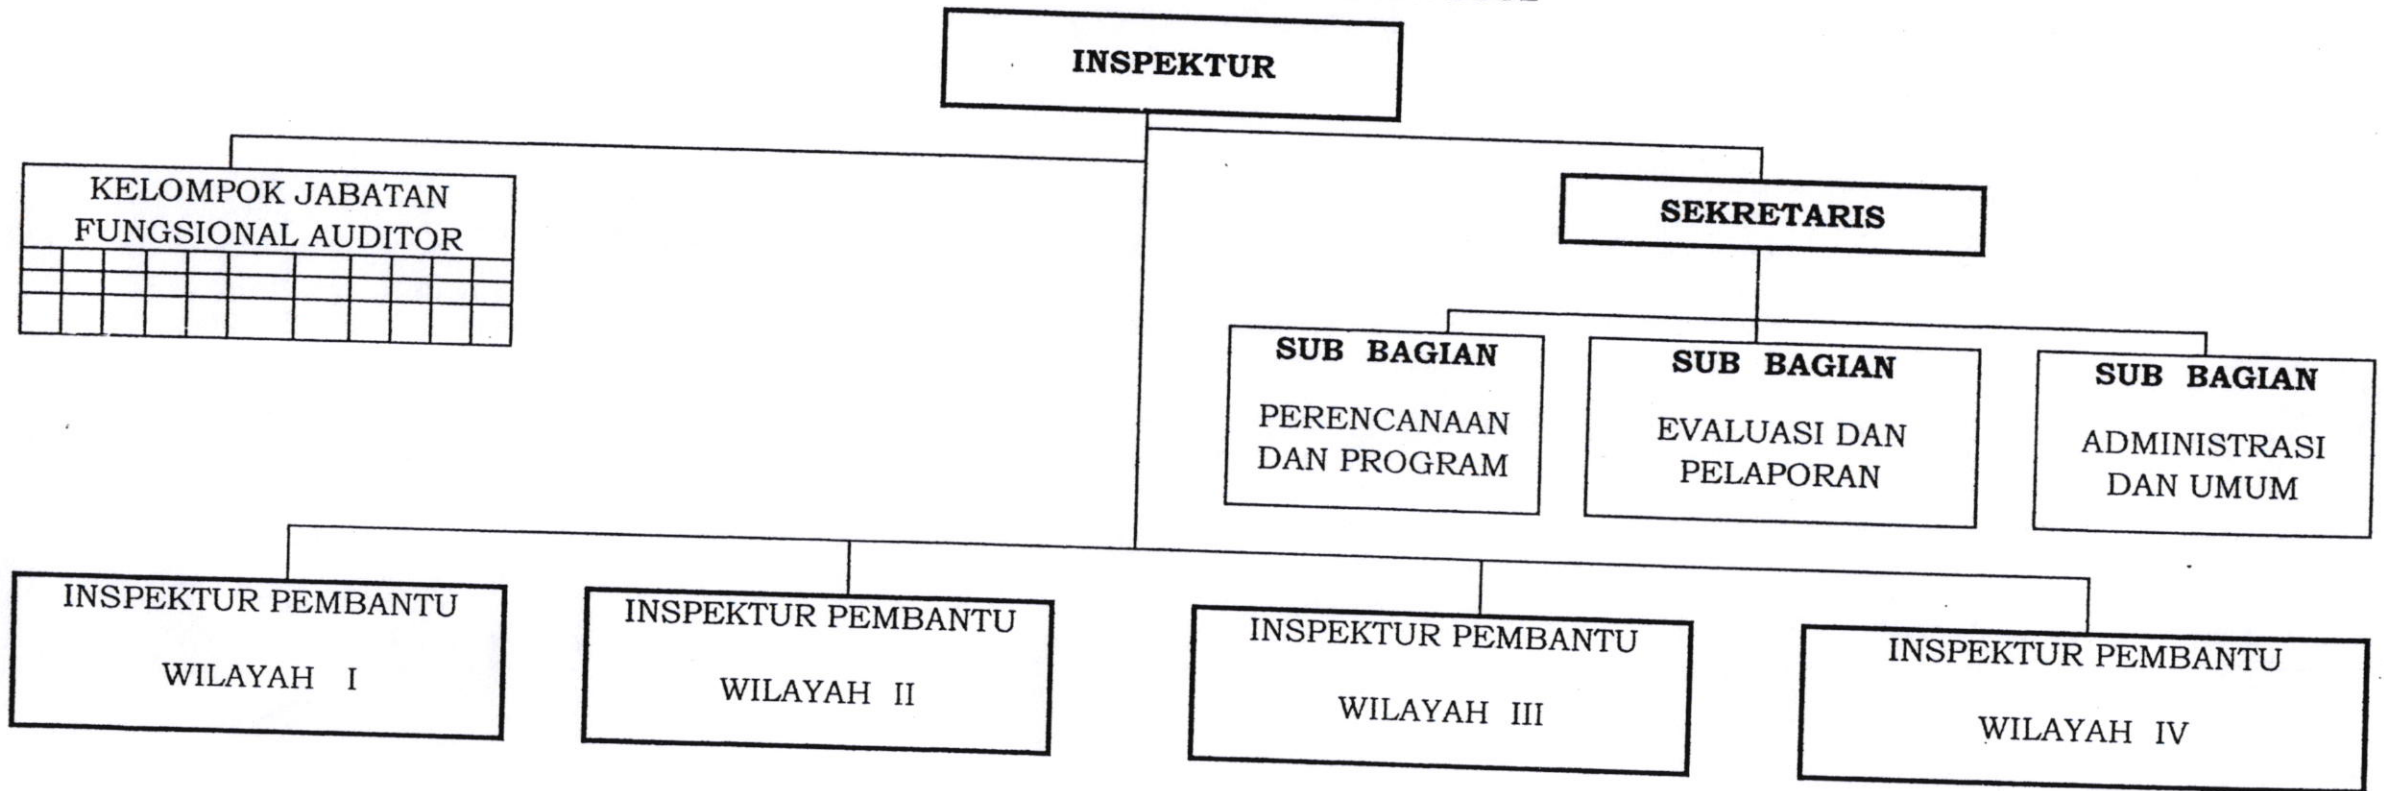 INSPEKTUR
KELOMPOK JABATAN
FUNGSIONAL AUDITOR
SEKRETARIS
SUB BAGIAN
PERENCANAAN
DAN PROGRAM
SUB BAGIAN
EVALUASI DAN
PELAPORAN
SUB BAGIAN
ADMINISTRASI
DAN UMUM
INSPEKTUR PEMBANTU
WILAYAH I
INSPEKTUR PEMBANTU
WILAYAH II
INSPEKTUR PEMBANTU
WILAYAH III
INSPEKTUR PEMBANTU
WILAYAH IV